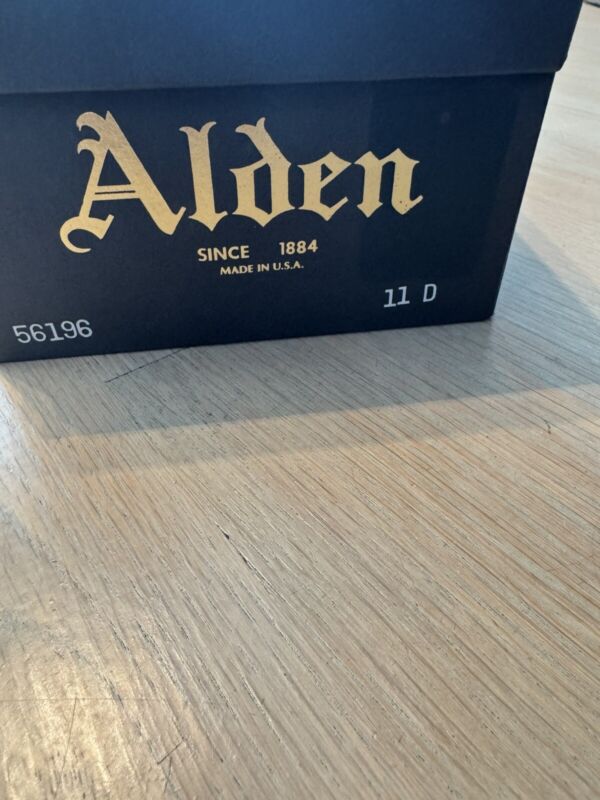 Alden
SINCE 1884
MADE IN U.S.A.
56196
11 D